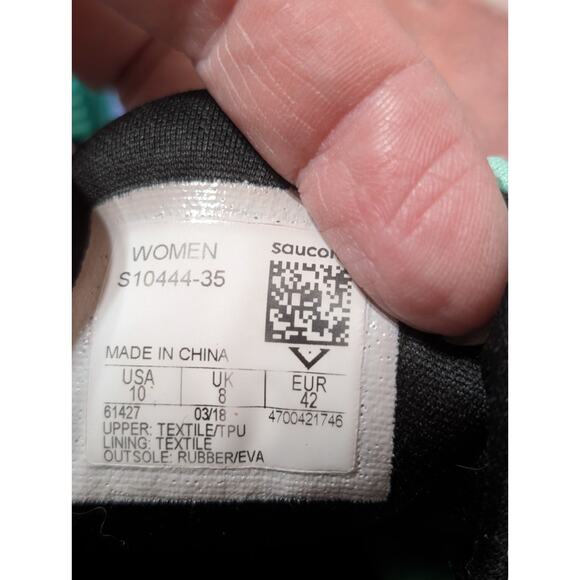 WOMEN saucon
S10444-35
MADE IN CHINA
USA UK EUR
10 8 42
61427 03/18 4700421746
UPPER: TEXTILE/TPU
LINING: TEXTILE
OUTSOLE: RUBBER/EVA